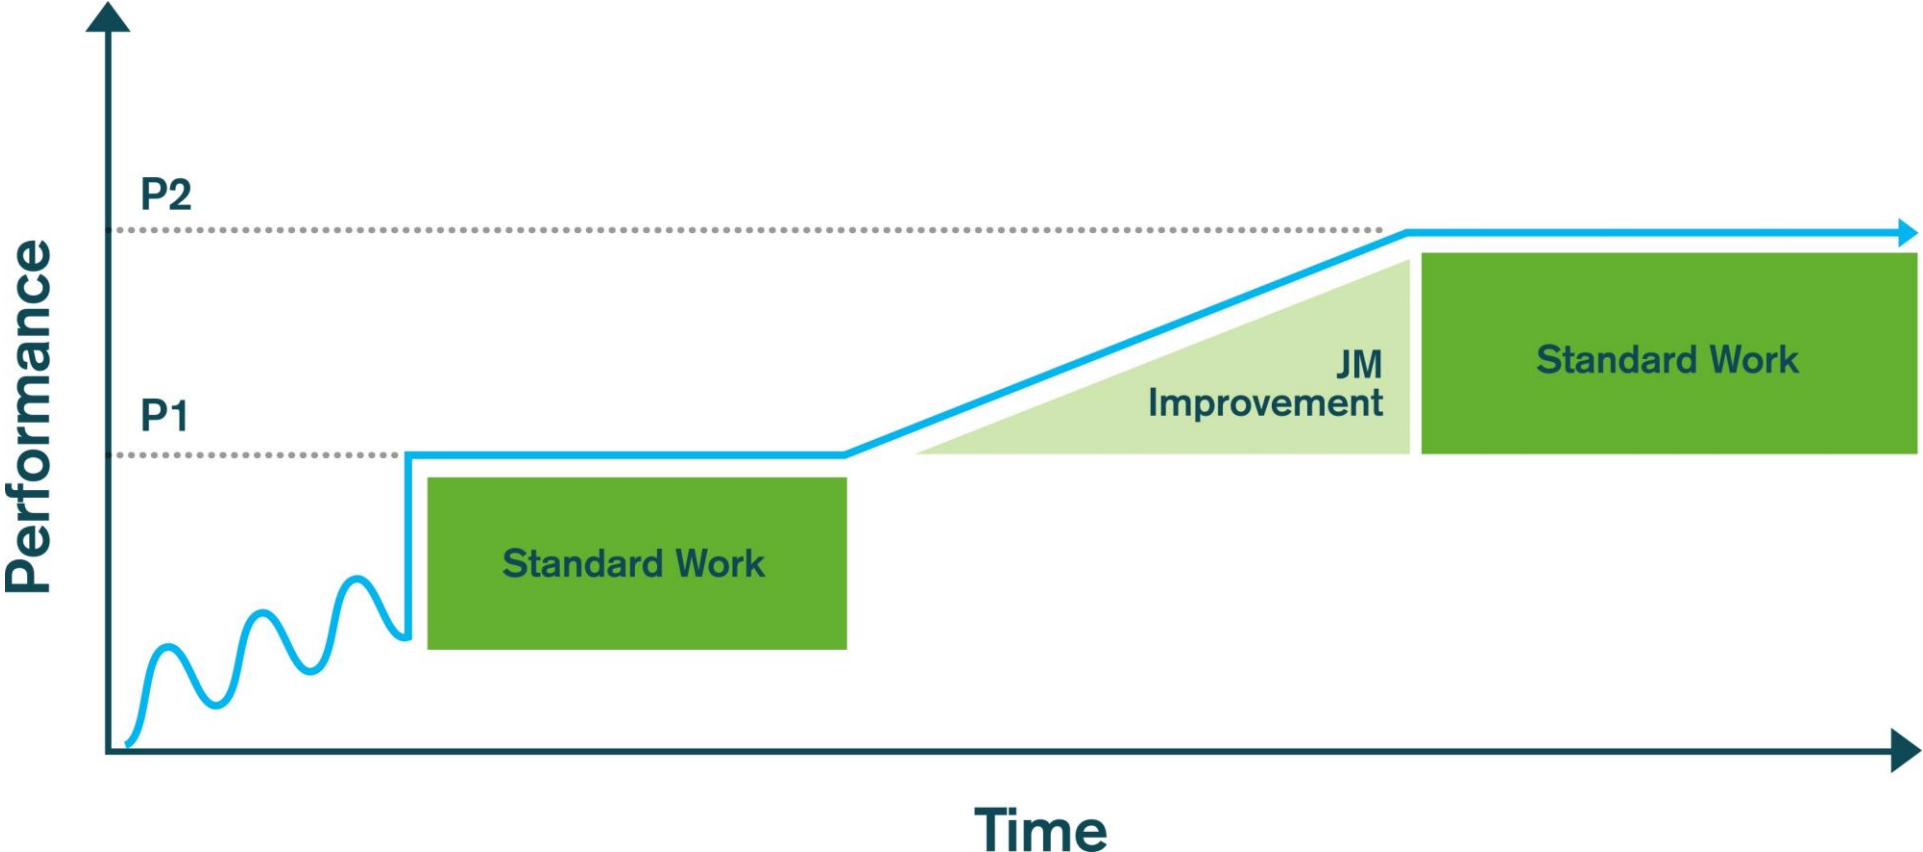 P2
P1
Performance
JM
Improvement
Standard Work
Standard Work
Time